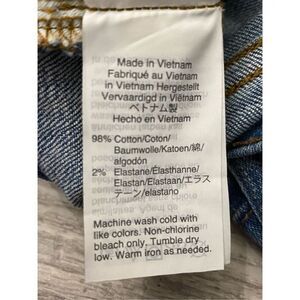 Made in Vietnam
Fabriqué au Vietnam
in Vietnam Hergestellt
Vervaardigd in Viëtnam
ベトナム製
Hecho en Vietnam
98% Cotton/Coton/
Baumwolle/Katoen/綿/
algodón
2% Elastane/Élasthanne/
Elastan/Elastaan/エラス
テーン/elastano
Machine wash cold with
like colors. Non-chlorine
bleach only. Tumble dry
low. Warm iron as needed.